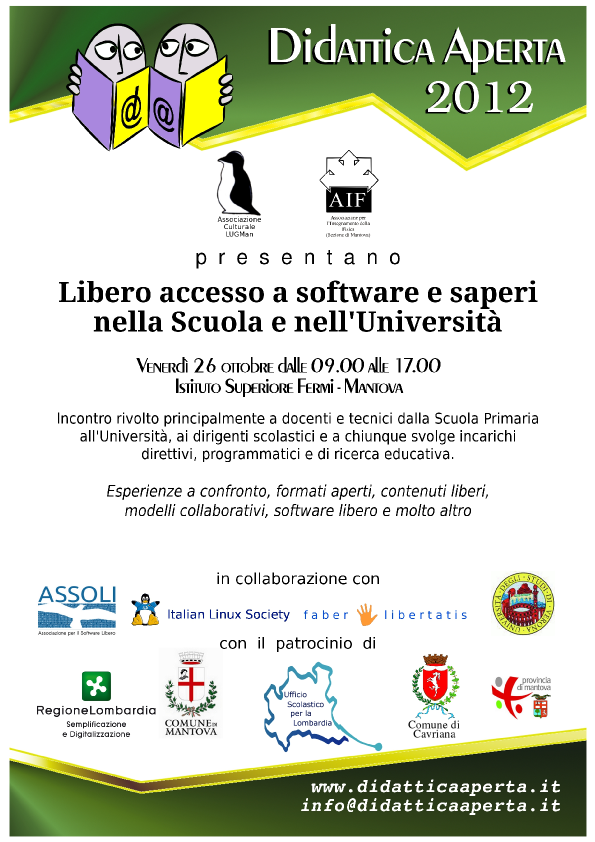 Didattica Aperta
2012
d @
Associazione
Culturale
LUGMan
AIF
Associazione per
l'Insegnamento della
Fisica
(Sezione di Mantova)
presentano
Libero accesso a software e saperi
nella Scuola e nell'Università
Venerdì 26 ottobre dalle 09.00 alle 17.00
Istituto Superiore Fermi - Mantova
Incontro rivolto principalmente a docenti e tecnici dalla Scuola Primaria
all'Università, ai dirigenti scolastici e a chiunque svolge incarichi
direttivi, programmatici e di ricerca educativa.
Esperienze a confronto, formati aperti, contenuti liberi,
modelli collaborativi, software libero e molto altro
in collaborazione con
ASSOLI
Associazione per il Software Libero
Italian Linux Society
faber libertatis
UNIVERSITÀ DEGLI STUDI DI VERONA
con il patrocinio di
RegioneLombardia
Semplificazione
e Digitalizzazione
COMUNE DI
MANTOVA
Ufficio
Scolastico
per la
Lombardia
Comune di
Cavriana
provincia
di mantova
www.didatticaaperta.it
info@didatticaaperta.it